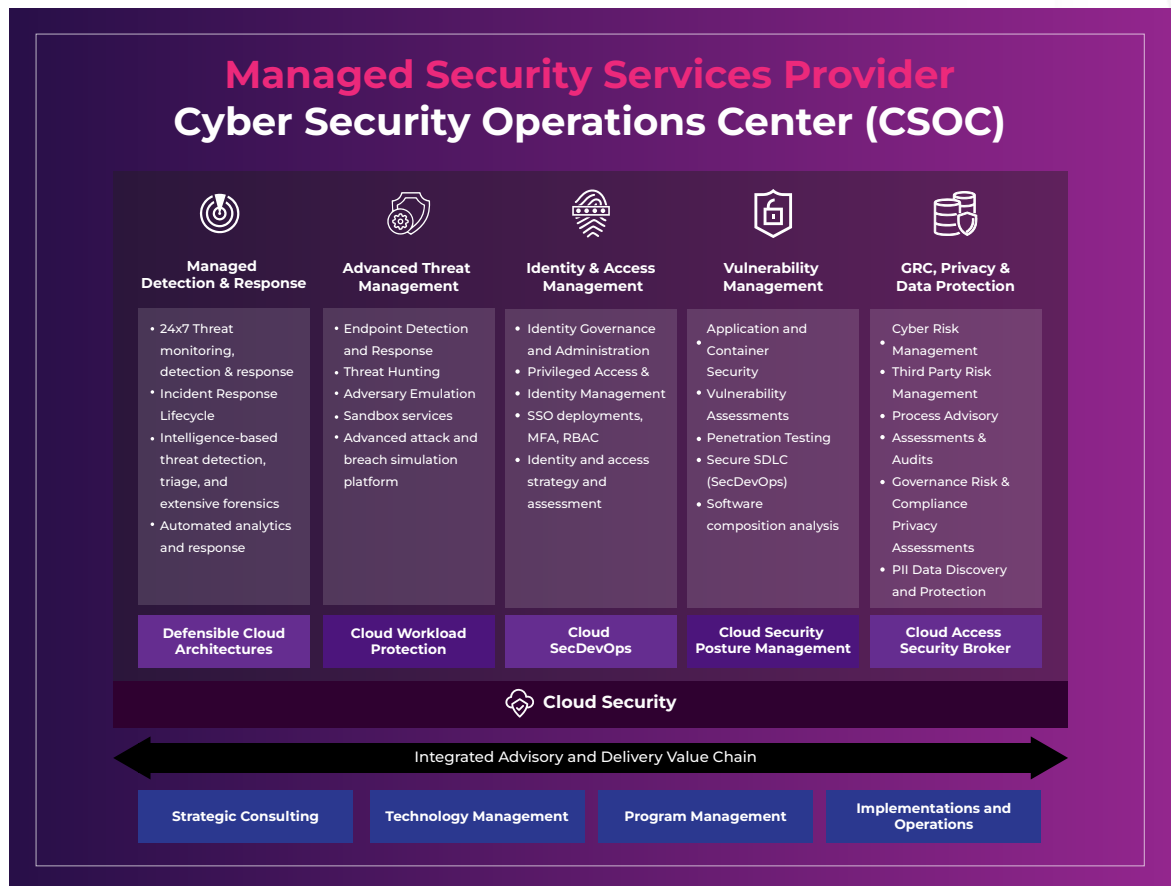 Managed Security Services Provider
Cyber Security Operations Center (CSOC)
Managed
Detection & Response
• 24x7 Threat
monitoring,
detection & response
• Incident Response
Lifecycle
• Intelligence-based
threat detection,
triage, and
extensive forensics
• Automated analytics
and response
Defensible Cloud
Architectures
Advanced Threat
Management
• Endpoint Detection
and Response
• Threat Hunting
• Adversary Emulation
• Sandbox services
• Advanced attack and
breach simulation
platform
Cloud Workload
Protection
Identity & Access
Management
• Identity Governance
and Administration
• Privileged Access &
• Identity Management
• SSO deployments,
MFA, RBAC
• Identity and access
strategy and
assessment
Cloud
SecDevOps
Vulnerability
Management
Application and
• Container
Security
• Vulnerability
Assessments
• Penetration Testing
• Secure SDLC
(SecDevOps)
• Software
composition analysis
Cloud Security
Posture Management
GRC, Privacy &
Data Protection
Cyber Risk
• Management
• Third Party Risk
Management
• Process Advisory
• Assessments &
Audits
• Governance Risk &
Compliance
Privacy
Assessments
• PII Data Discovery
and Protection
Cloud Access
Security Broker
Cloud Security
Integrated Advisory and Delivery Value Chain
Strategic Consulting
Technology Management
Program Management
Implementations and
Operations